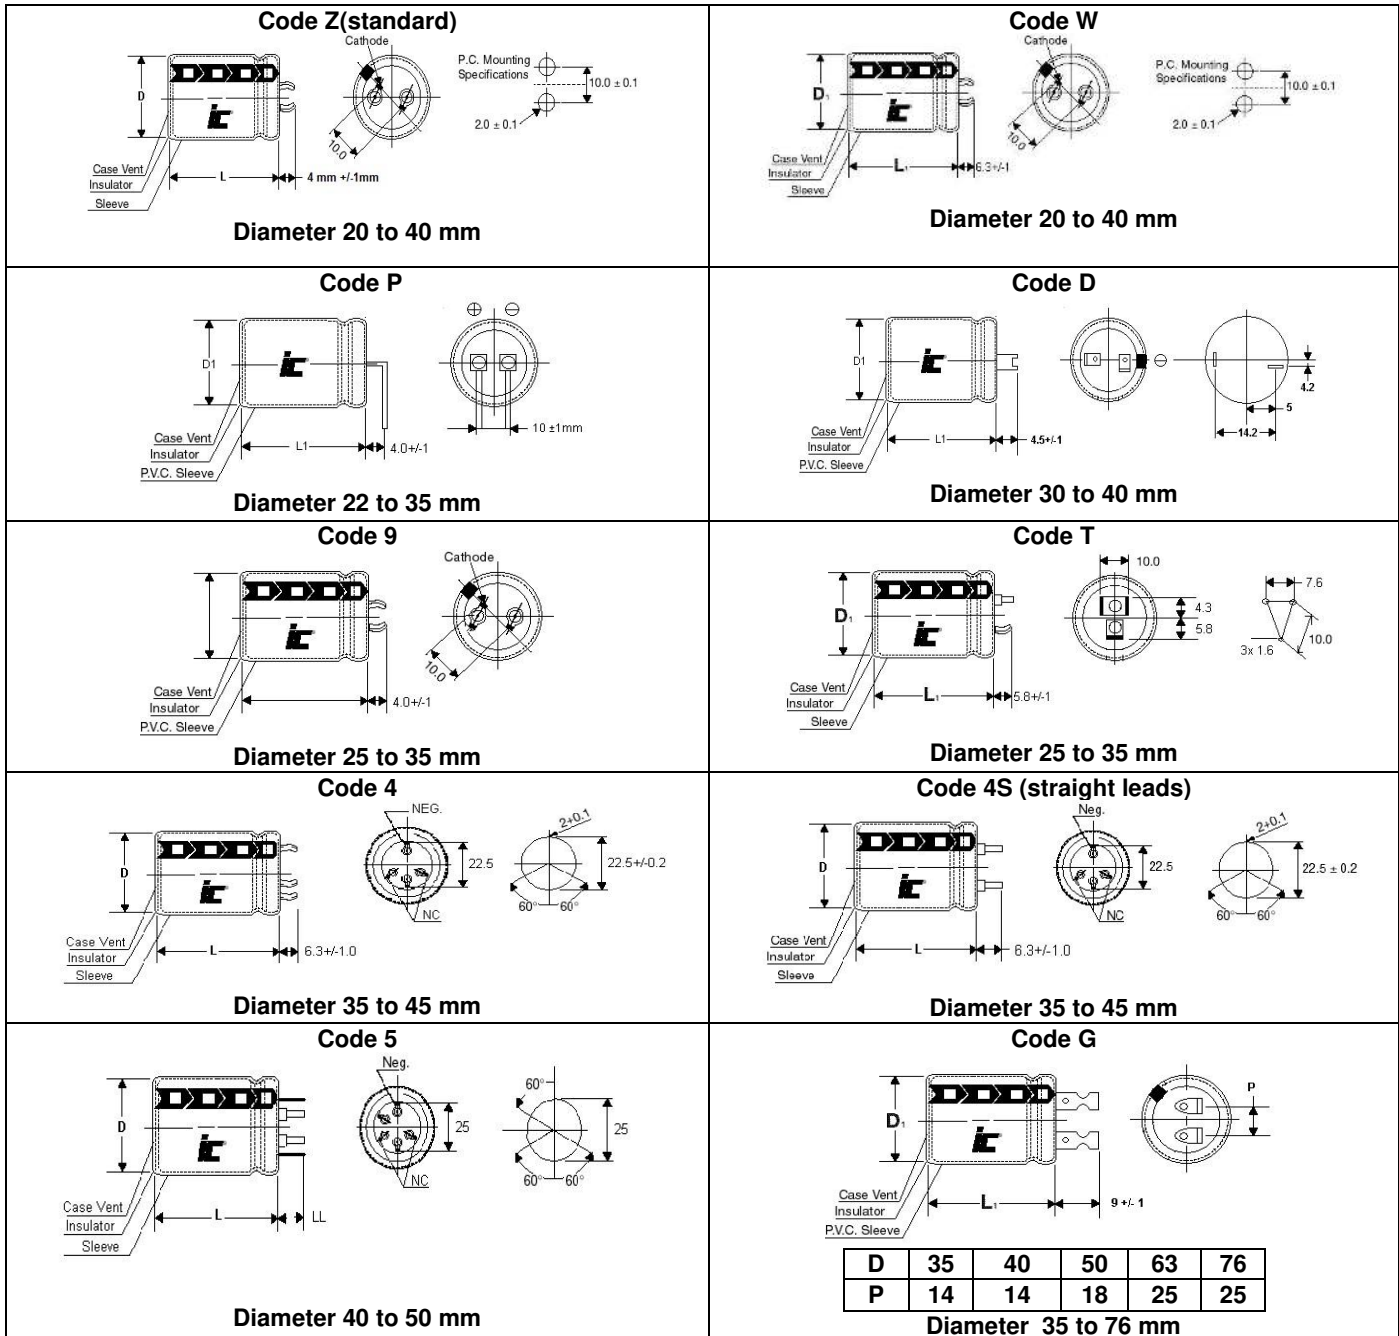 Code Z(standard)
Cathode
P.C. Mounting
Specifications
10.0 ± 0.1
2.0 ± 0.1
D
ic
10.0
Case Vent
Insulator
Sleeve
L
4 mm +/-1mm
Diameter 20 to 40 mm
Code W
Cathode
P.C. Mounting
Specifications
10.0 ± 0.1
2.0 ± 0.1
D1
ic
10.0
Case Vent
Insulator
Sleeve
L1
6.3+/-1
Diameter 20 to 40 mm
Code P
D1
ic
10 ±1mm
Case Vent
Insulator
P.V.C. Sleeve
L1
4.0+/-1
Diameter 22 to 35 mm
Code D
D1
ic
4.2
5
14.2
Case Vent
Insulator
P.V.C. Sleeve
L1
4.5+/-1
Diameter 30 to 40 mm
Code 9
Cathode
ic
10.0
Case Vent
Insulator
P.V.C. Sleeve
4.0+/-1
Diameter 25 to 35 mm
Code T
10.0
7.6
D1
ic
4.3
5.8
10.0
3x 1.6
Case Vent
Insulator
Sleeve
L1
5.8+/-1
Diameter 25 to 35 mm
Code 4
NEG.
2+0.1
D
ic
22.5
22.5+/-0.2
NC
60° 60°
Case Vent
Insulator
Sleeve
L
6.3+/-1.0
Diameter 35 to 45 mm
Code 4S (straight leads)
Neg.
2+0.1
D
ic
22.5
22.5 ± 0.2
NC
60° 60°
Case Vent
Insulator
Sleeve
L
6.3+/-1.0
Diameter 35 to 45 mm
Code 5
Neg.
60°
D
ic
25
25
NC
60° 60°
Case Vent
Insulator
Sleeve
L
LL
Diameter 40 to 50 mm
Code G
P
D1
ic
Case Vent
Insulator
P.V.C. Sleeve
L1
9 +/- 1
D 35 40 50 63 76
P 14 14 18 25 25
Diameter 35 to 76 mm